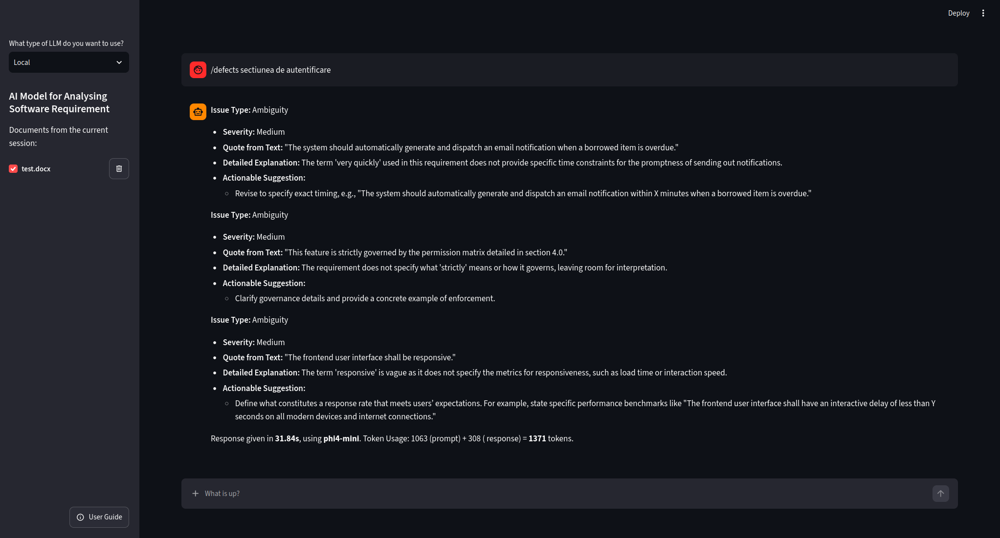 Deploy
What type of LLM do you want to use?
Local
AI Model for Analysing
Software Requirement
Documents from the current
session:
test.docx
User Guide
/defects sectiunea de autentificare
Issue Type: Ambiguity
• Severity: Medium
• Quote from Text: "The system should automatically generate and dispatch an email notification when a borrowed item is overdue."
• Detailed Explanation: The term 'very quickly' used in this requirement does not provide specific time constraints for the promptness of sending out notifications.
• Actionable Suggestion:
○ Revise to specify exact timing, e.g., "The system should automatically generate and dispatch an email notification within X minutes when a borrowed item is overdue."
Issue Type: Ambiguity
• Severity: Medium
• Quote from Text: "This feature is strictly governed by the permission matrix detailed in section 4.0."
• Detailed Explanation: The requirement does not specify what 'strictly' means or how it governs, leaving room for interpretation.
• Actionable Suggestion:
○ Clarify governance details and provide a concrete example of enforcement.
Issue Type: Ambiguity
• Severity: Medium
• Quote from Text: "The frontend user interface shall be responsive."
• Detailed Explanation: The term 'responsive' is vague as it does not specify the metrics for responsiveness, such as load time or interaction speed.
• Actionable Suggestion:
○ Define what constitutes a response rate that meets users’ expectations. For example, state specific performance benchmarks like "The frontend user interface shall have an interactive delay of less than Y
seconds on all modern devices and internet connections."
Response given in 31.84s, using phi4-mini. Token Usage: 1063 (prompt) + 308 ( response) = 1371 tokens.
What is up?